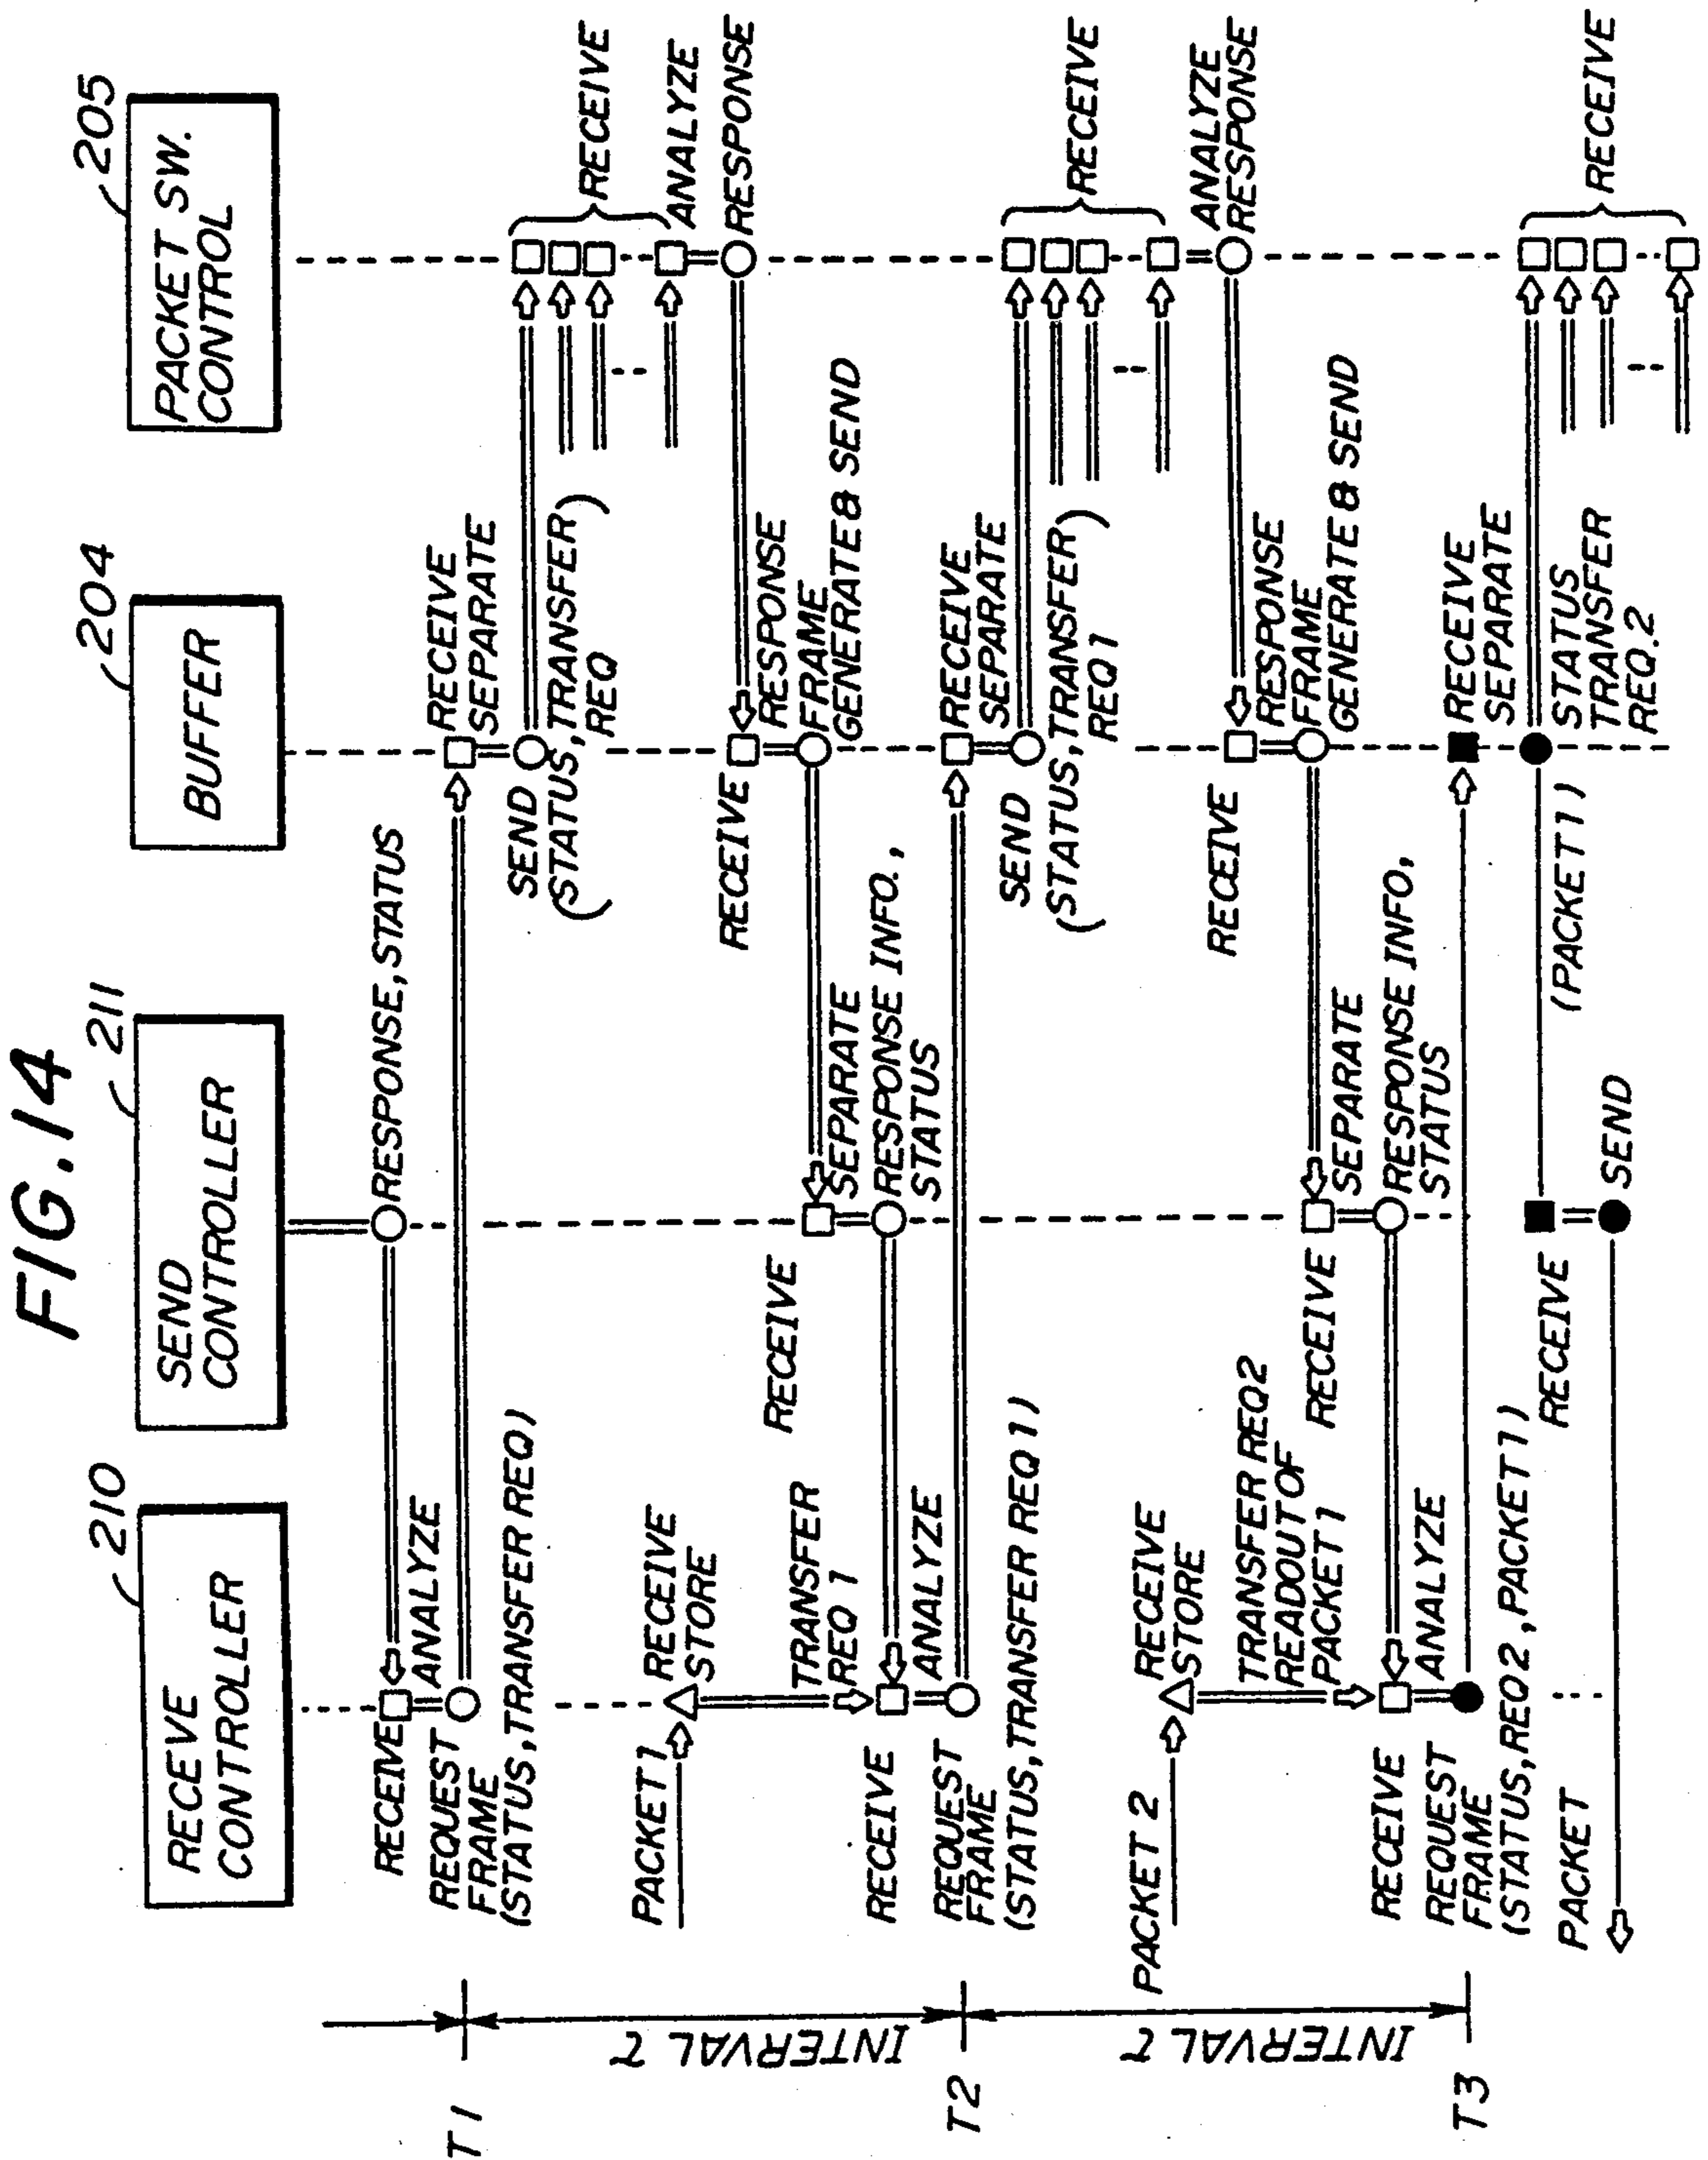 FIG. 14
210
RECEVE
CONTROLLER
211
SEND
CONTROLLER
204
BUFFER
205
PACKET SW.
CONTROL
RESPONSE, STATUS
RECEIVE
ANALYZE
REQUEST
FRAME
(STATUS, TRANSFER REQ)
T1
RECEIVE
SEPARATE
SEND
(STATUS, TRANSFER)
REQ
RECEIVE
ANALYZE
RESPONSE
PACKET 1
RECEIVE
STORE
INTERVAL τ
RECEIVE
RESPONSE
FRAME
GENERATE & SEND
TRANSFER
REQ 1
RECEIVE
SEPARATE
RESPONSE INFO.,
STATUS
RECEIVE
ANALYZE
REQUEST
FRAME
(STATUS, TRANSFER REQ 1)
T2
RECEIVE
SEPARATE
SEND
(STATUS, TRANSFER)
REQ 1
RECEIVE
ANALYZE
RESPONSE
PACKET 2
RECEIVE
STORE
INTERVAL τ
TRANSFER REQ2
READOUT OF
PACKET 1
RECEIVE
RESPONSE
FRAME
GENERATE & SEND
RECEIVE
SEPARATE
RESPONSE INFO,
STATUS
RECEIVE
ANALYZE
REQUEST
FRAME
(STATUS, REQ2, PACKET 1)
T3
RECEIVE
SEPARATE
STATUS
TRANSFER
REQ.2
RECEIVE
(PACKET 1)
RECEIVE
SEND
PACKET